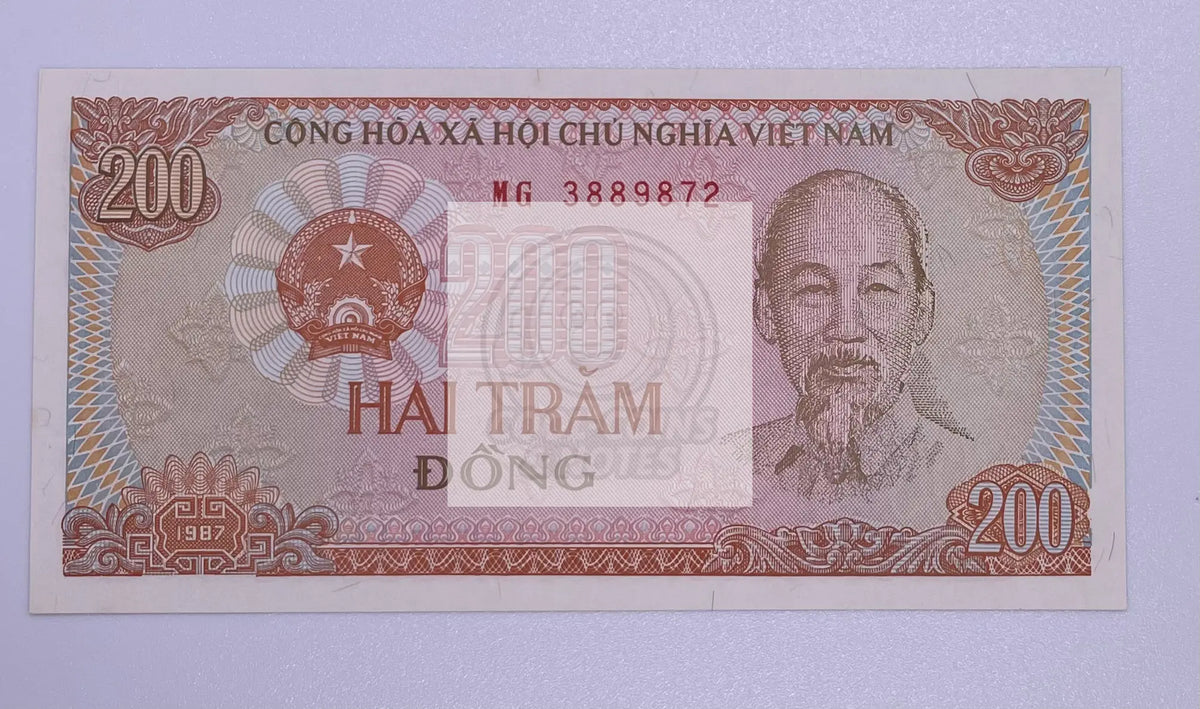 CỘNG HÒA XÃ HỘI CHỦ NGHĨA VIỆT NAM
200
MG 3889872
200
VIỆT NAM
HAI TRĂM
ĐỒNG
1987
200